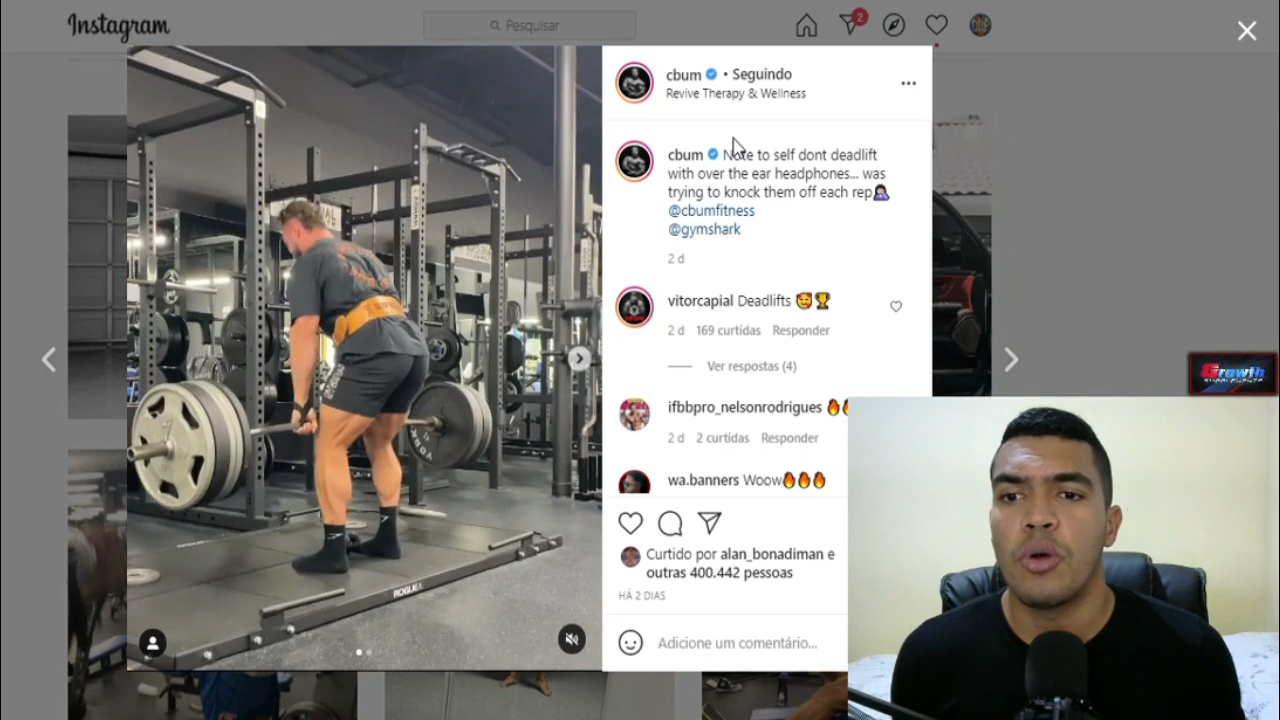 Instagram
Pesquisar
2
cbum • Seguindo
Revive Therapy & Wellness
cbum Note to self dont deadlift
with over the ear headphones... was
trying to knock them off each rep
@cbumfitness
@gymshark
2 d
vitorcapial Deadlifts
2 d 169 curtidas Responder
Ver respostas (4)
ifbbpro_nelsonrodrigues
2 d 2 curtidas Responder
wa.banners Woow
Curtido por alan_bonadiman e
outras 400.442 pessoas
HÁ 2 DIAS
Adicione um comentário...
ROGUE
YORK
Growth